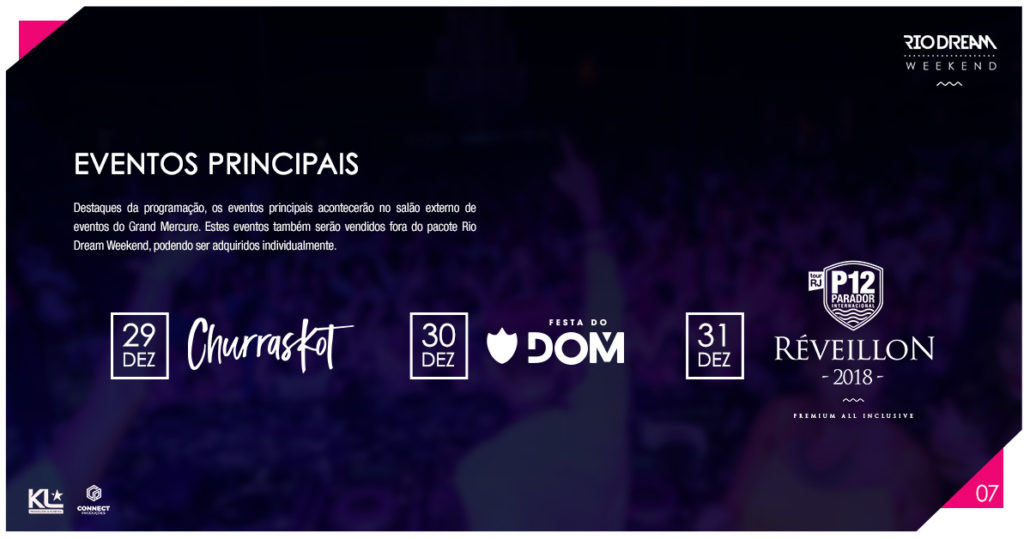 RIO DREAM
WEEKEND
EVENTOS PRINCIPAIS
Destaques da programação, os eventos principais acontecerão no salão externo de
eventos do Grand Mercure. Estes eventos também serão vendidos fora do pacote Rio
Dream Weekend, podendo ser adquiridos individualmente.
29
DEZ
Churraskot
30
DEZ
FESTA DO
DOM
31
DEZ
tour
RJ
P12
PARADOR
INTERNACIONAL
RÉVEILLON
- 2018 -
PREMIUM ALL INCLUSIVE
KL
CONNECT
PRODUÇÕES
07